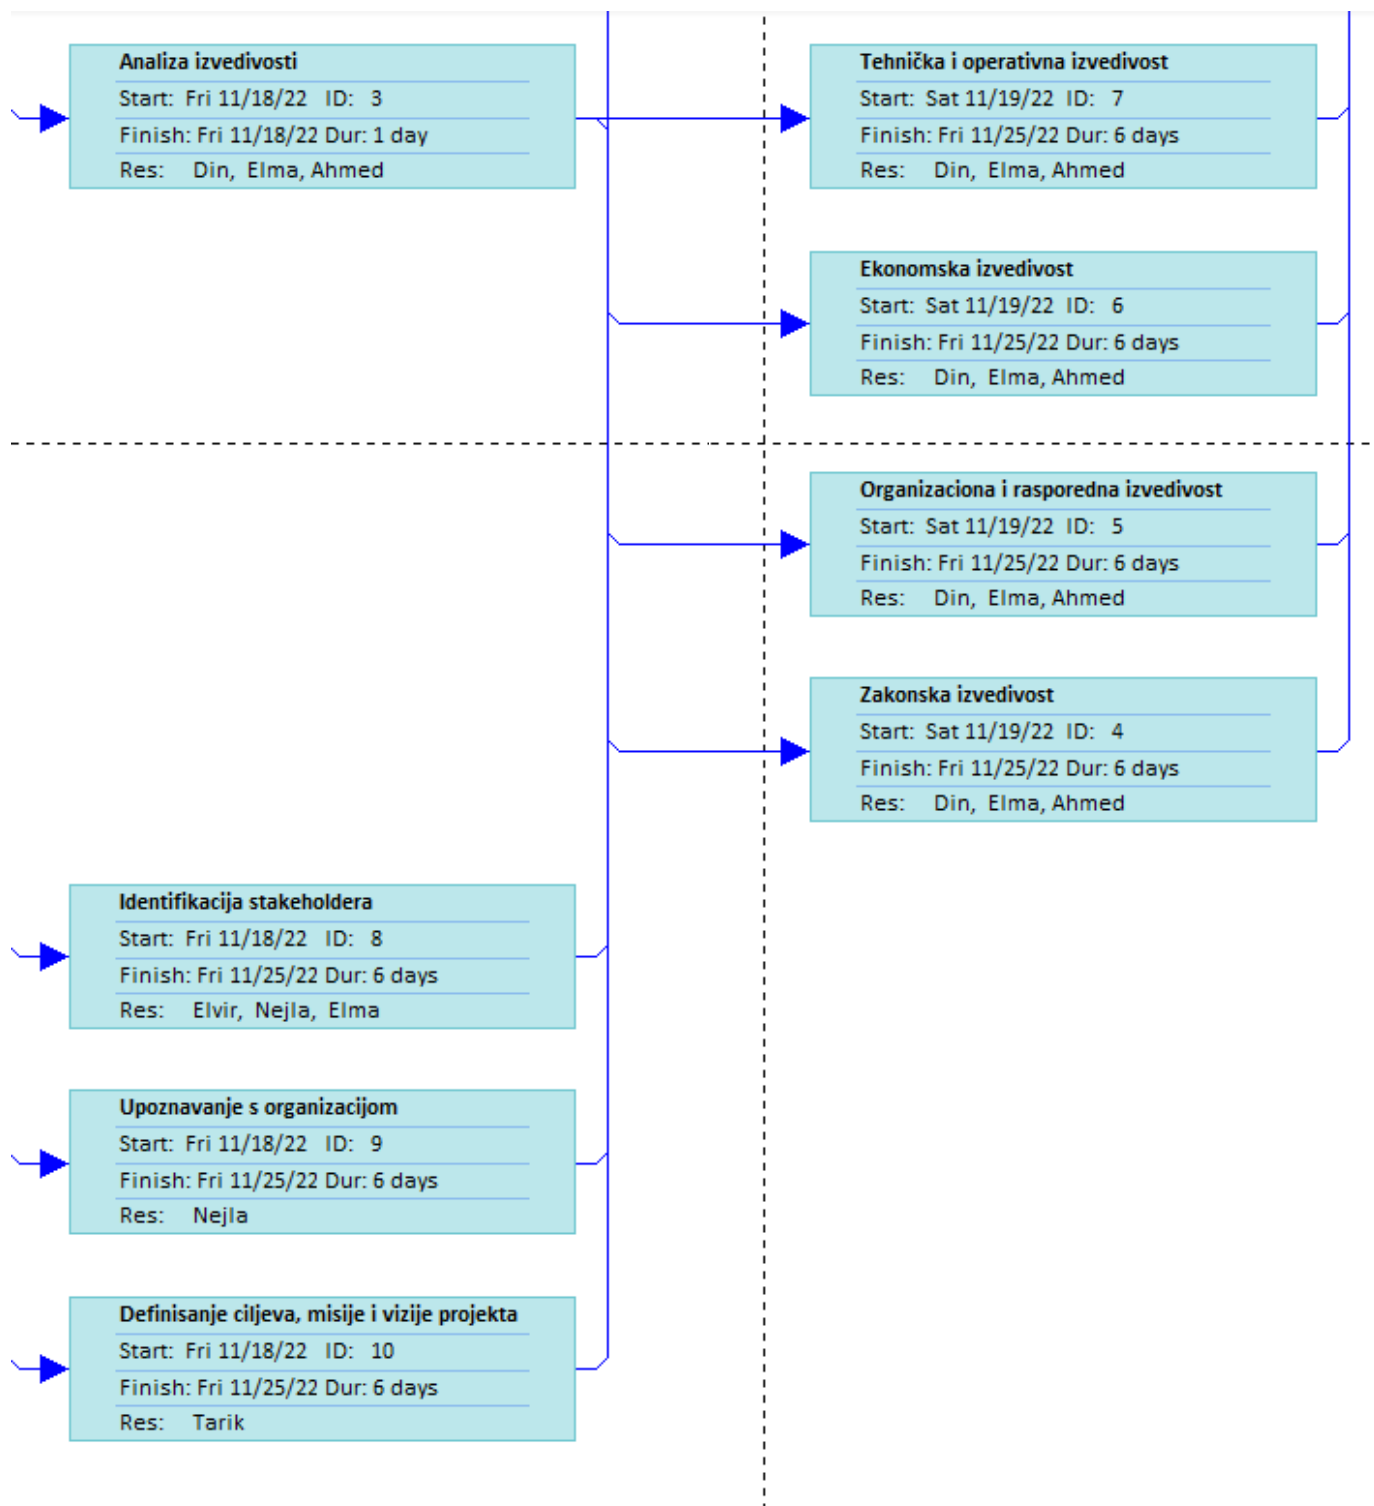 Analiza izvedivosti
Start: Fri 11/18/22 ID: 3
Finish: Fri 11/18/22 Dur: 1 day
Res: Din, Elma, Ahmed
Tehnička i operativna izvedivost
Start: Sat 11/19/22 ID: 7
Finish: Fri 11/25/22 Dur: 6 days
Res: Din, Elma, Ahmed
Ekonomska izvedivost
Start: Sat 11/19/22 ID: 6
Finish: Fri 11/25/22 Dur: 6 days
Res: Din, Elma, Ahmed
Organizaciona i rasporedna izvedivost
Start: Sat 11/19/22 ID: 5
Finish: Fri 11/25/22 Dur: 6 days
Res: Din, Elma, Ahmed
Zakonska izvedivost
Start: Sat 11/19/22 ID: 4
Finish: Fri 11/25/22 Dur: 6 days
Res: Din, Elma, Ahmed
Identifikacija stakeholdera
Start: Fri 11/18/22 ID: 8
Finish: Fri 11/25/22 Dur: 6 days
Res: Elvir, Nejla, Elma
Upoznavanje s organizacijom
Start: Fri 11/18/22 ID: 9
Finish: Fri 11/25/22 Dur: 6 days
Res: Nejla
Definisanje ciljeva, misije i vizije projekta
Start: Fri 11/18/22 ID: 10
Finish: Fri 11/25/22 Dur: 6 days
Res: Tarik